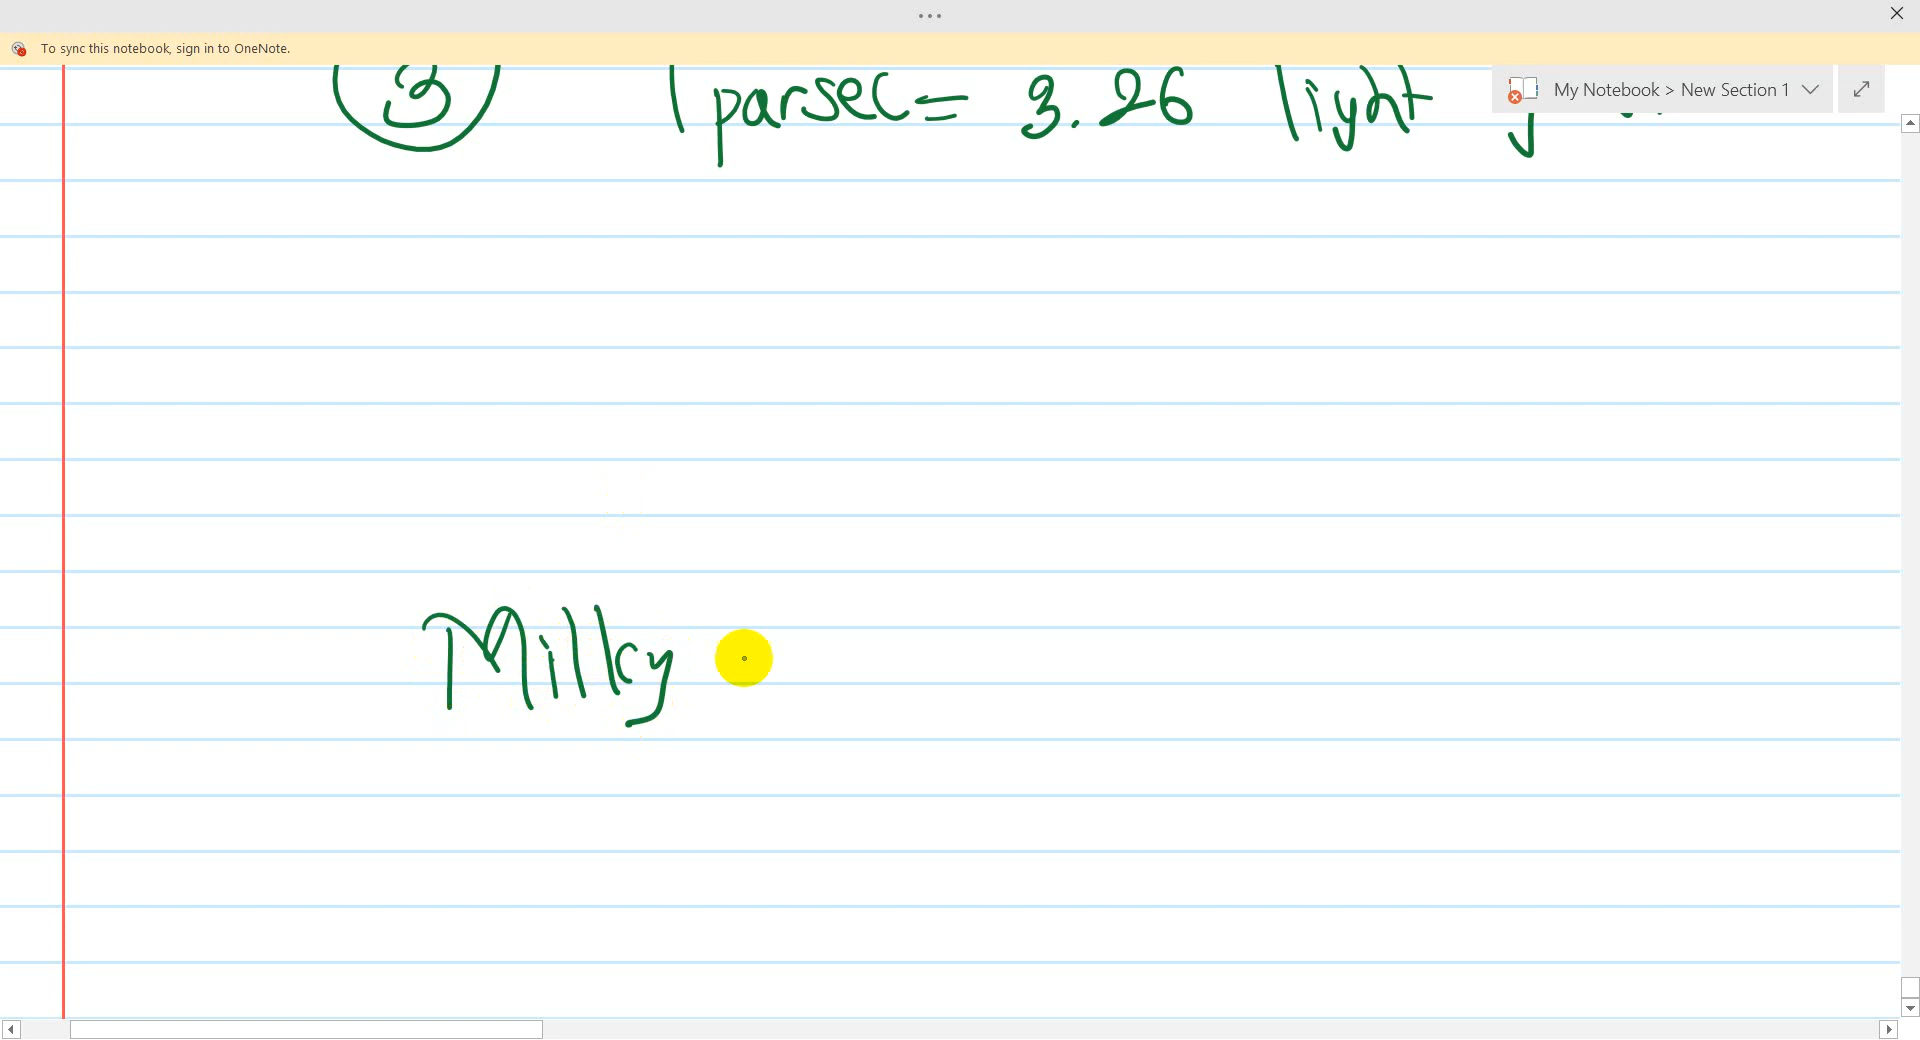 To sync this notebook, sign in to OneNote.
3 1 parsec = 3.26 light
My Notebook > New Section 1
Milky